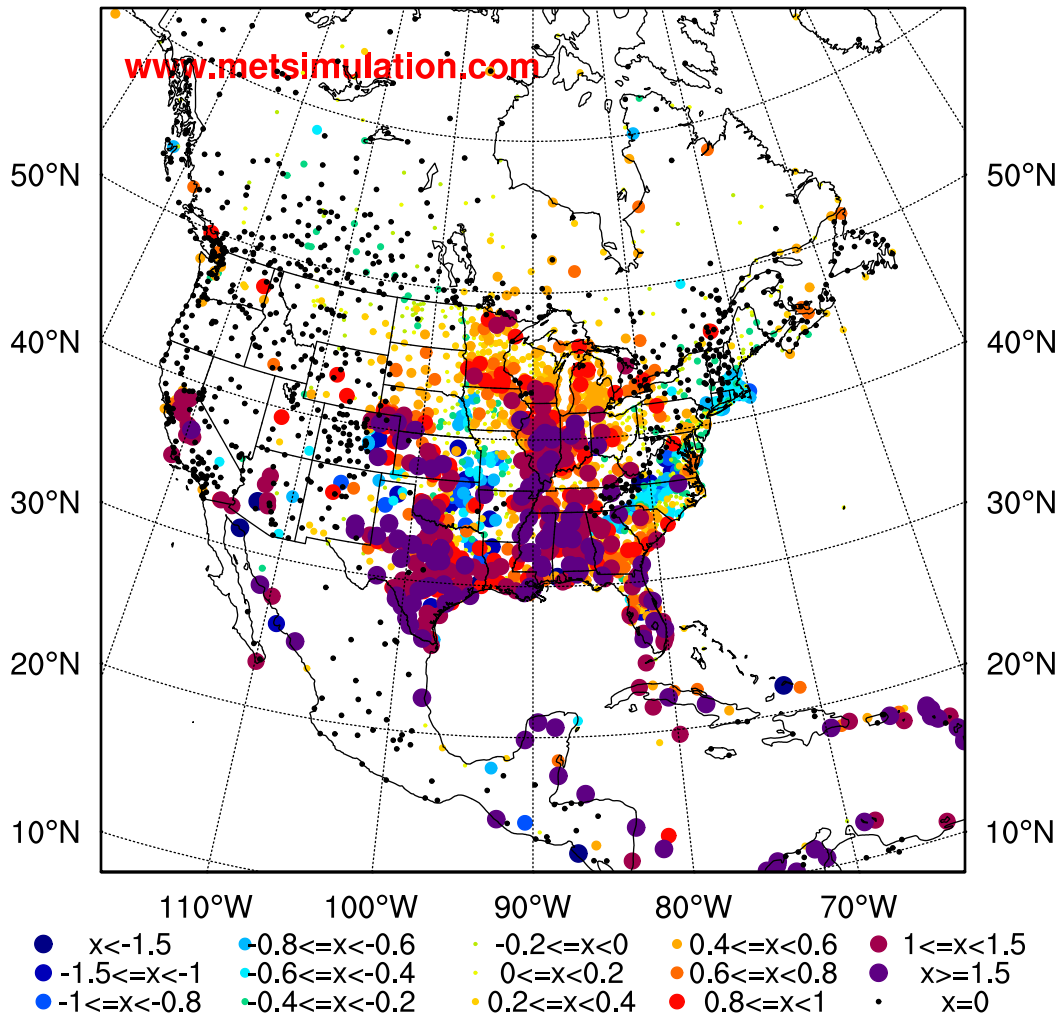 www.metsimulation.com
50°N 50°N
40°N 40°N
30°N 30°N
20°N 20°N
10°N 10°N
110°W 100°W 90°W 80°W 70°W
x<-1.5 -0.8<=x<-0.6 -0.2<=x<0 0.4<=x<0.6 1<=x<1.5
-1.5<=x<-1 -0.6<=x<-0.4 0<=x<0.2 0.6<=x<0.8 x>=1.5
-1<=x<-0.8 -0.4<=x<-0.2 0.2<=x<0.4 0.8<=x<1 x=0